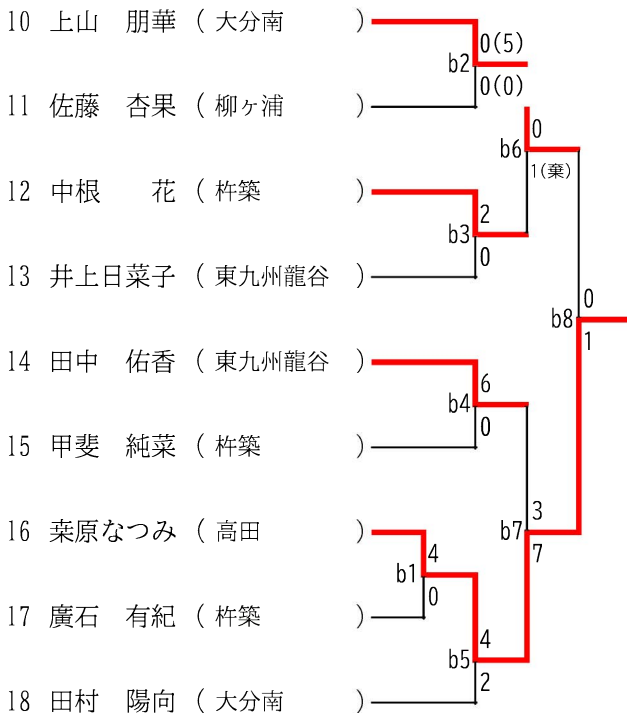 10 上山　朋華 （ 大分南 ）
0(5)
b2
0(0)
11 佐藤　杏果 （ 柳ヶ浦 ）
0
b6
1(棄)
12 中根　　花 （ 杵築 ）
2
b3
0
13 井上日菜子 （ 東九州龍谷 ）
0
b8
1
14 田中　佑香 （ 東九州龍谷 ）
6
b4
0
15 甲斐　純菜 （ 杵築 ）
3
b7
7
16 桒原なつみ （ 高田 ）
4
b1
0
17 廣石　有紀 （ 杵築 ）
4
b5
2
18 田村　陽向 （ 大分南 ）